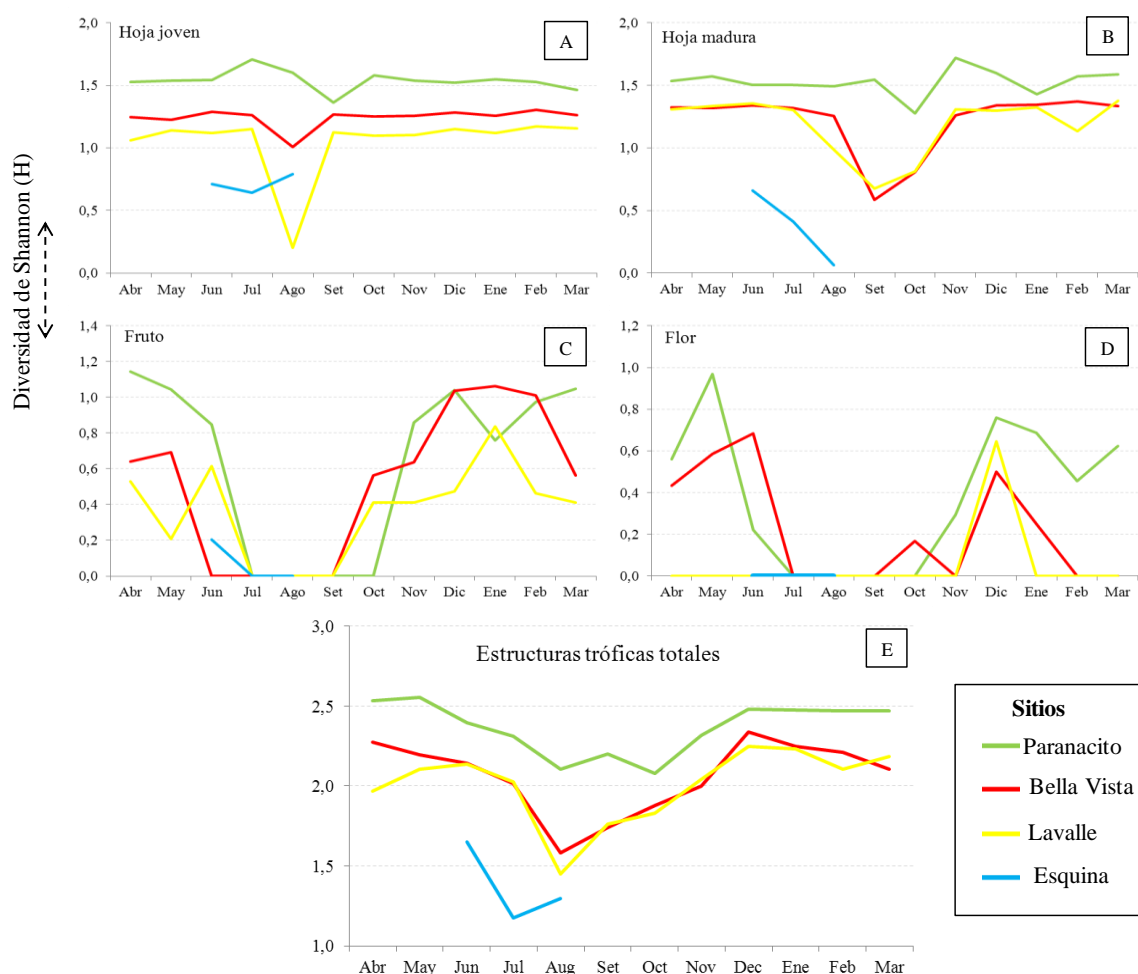 Diversidad de Shannon (H)
Hoja joven
A
2,0
1,5
1,0
0,5
0,0
Abr May Jun Jul Ago Set Oct Nov Dic Ene Feb Mar
Hoja madura
B
2,0
1,5
1,0
0,5
0,0
Abr May Jun Jul Ago Set Oct Nov Dic Ene Feb Mar
Fruto
C
1,4
1,2
1,0
0,8
0,6
0,4
0,2
0,0
Abr May Jun Jul Ago Set Oct Nov Dic Ene Feb Mar
Flor
D
1,2
1,0
0,8
0,6
0,4
0,2
0,0
Abr May Jun Jul Ago Set Oct Nov Dic Ene Feb Mar
Estructuras tróficas totales
E
3,0
2,5
2,0
1,5
1,0
Abr May Jun Jul Aug Set Oct Nov Dec Ene Feb Mar
Sitios
Paranacito
Bella Vista
Lavalle
Esquina